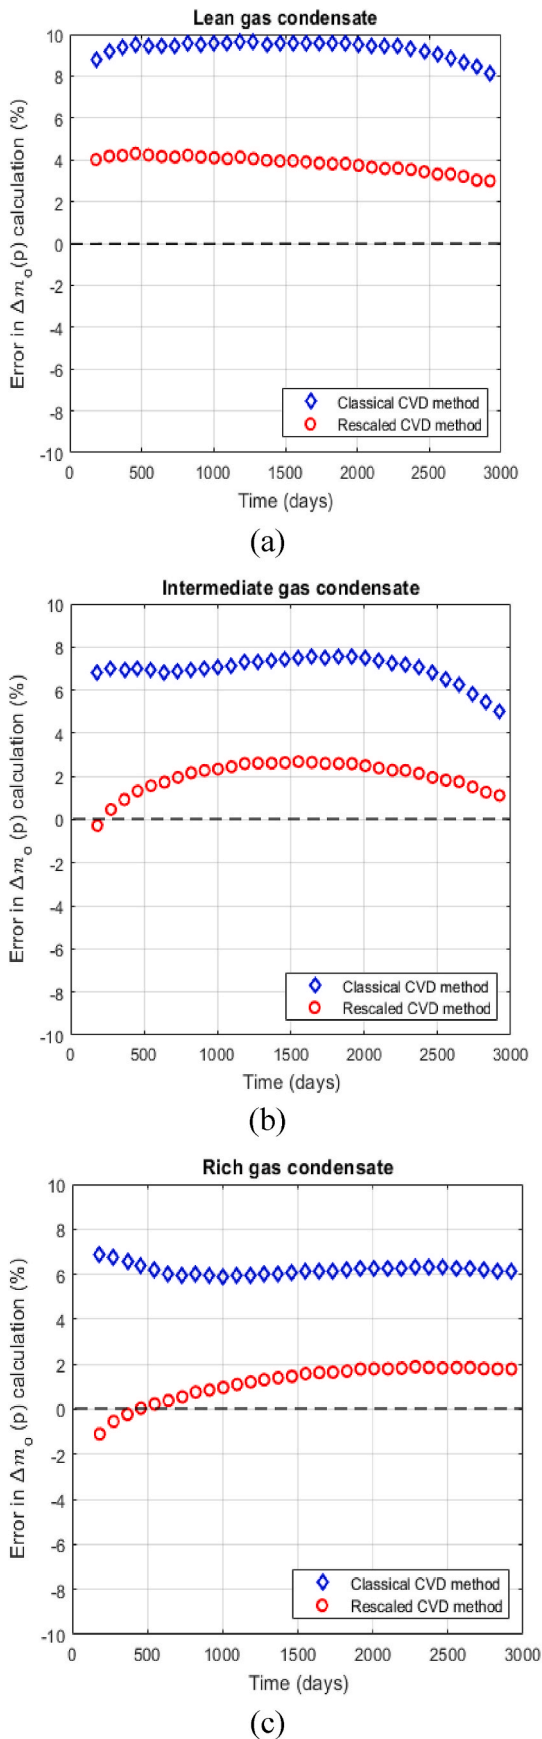 Lean gas condensate
10
8
6
4
2
0
-2
-4
-6
-8
-10
Error in Δmo(p) calculation (%)
Classical CVD method
Rescaled CVD method
0 500 1000 1500 2000 2500 3000
Time (days)
(a)
Intermediate gas condensate
10
8
6
4
2
0
-2
-4
-6
-8
-10
Error in Δmo (p) calculation (%)
Classical CVD method
Rescaled CVD method
0 500 1000 1500 2000 2500 3000
Time (days)
(b)
Rich gas condensate
10
8
6
4
2
0
-2
-4
-6
-8
-10
Error in Δmo (p) calculation (%)
Classical CVD method
Rescaled CVD method
0 500 1000 1500 2000 2500 3000
Time (days)
(c)